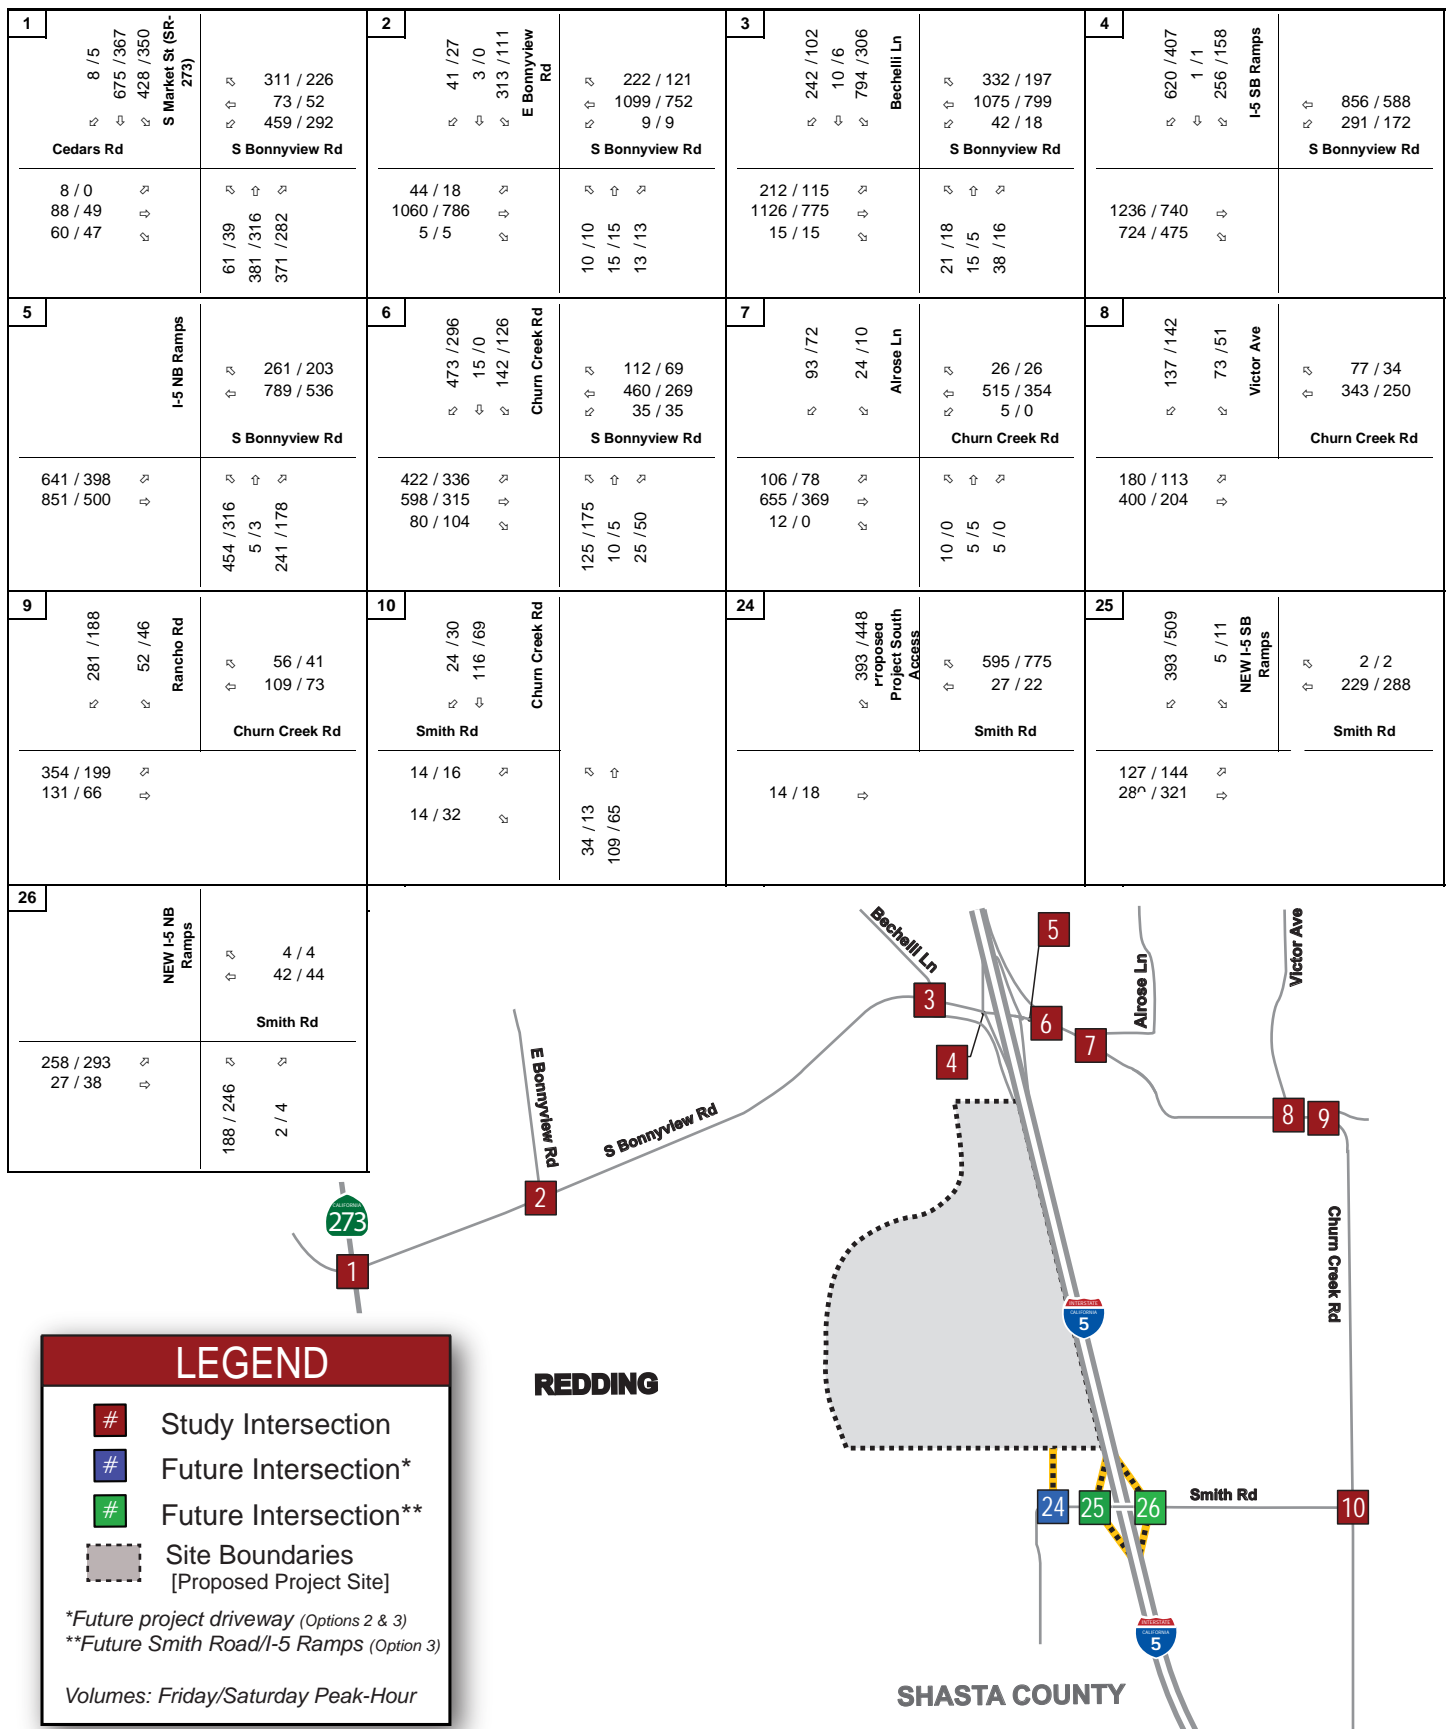 1
8 / 5
675 / 367
428 / 350
S Market St (SR-
273)
311 / 226
73 / 52
459 / 292
Cedars Rd
S Bonnyview Rd
8 / 0
88 / 49
60 / 47
61 / 39
381 / 316
371 / 282
2
41 / 27
3 / 0
313 / 111
E Bonnyview
Rd
222 / 121
1099 / 752
9 / 9
S Bonnyview Rd
44 / 18
1060 / 786
5 / 5
10 / 10
15 / 15
13 / 13
3
242 / 102
10 / 6
794 / 306
Bechelli Ln
332 / 197
1075 / 799
42 / 18
S Bonnyview Rd
212 / 115
1126 / 775
15 / 15
21 / 18
15 / 5
38 / 16
4
620 / 407
1 / 1
256 / 158
I-5 SB Ramps
856 / 588
291 / 172
S Bonnyview Rd
1236 / 740
724 / 475
5
I-5 NB Ramps
261 / 203
789 / 536
S Bonnyview Rd
641 / 398
851 / 500
454 / 316
5 / 3
241 / 178
6
473 / 296
15 / 0
142 / 126
Churn Creek Rd
112 / 69
460 / 269
35 / 35
S Bonnyview Rd
422 / 336
598 / 315
80 / 104
125 / 175
10 / 5
25 / 50
7
93 / 72
24 / 10
Alrose Ln
26 / 26
515 / 354
5 / 0
Churn Creek Rd
106 / 78
655 / 369
12 / 0
10 / 0
5 / 5
5 / 0
8
137 / 142
73 / 51
Victor Ave
77 / 34
343 / 250
Churn Creek Rd
180 / 113
400 / 204
9
281 / 188
52 / 46
Rancho Rd
56 / 41
109 / 73
Churn Creek Rd
354 / 199
131 / 66
10
24 / 30
116 / 69
Churn Creek Rd
Smith Rd
14 / 16
14 / 32
34 / 13
109 / 65
24
393 / 448
Proposed
Project South
Access
595 / 775
27 / 22
Smith Rd
14 / 18
25
393 / 509
5 / 11
NEW I-5 SB
Ramps
2 / 2
229 / 288
Smith Rd
127 / 144
/ 321
26
NEW I-5 NB
Ramps
4 / 4
42 / 44
Smith Rd
258 / 293
27 / 38
188 / 246
2 / 4
Bechelli Ln
5
3
6
4
7
Alrose Ln
Victor Ave
8
9
E Bonnyview Rd
S Bonnyview Rd
2
CALIFORNIA
273
1
Churn Creek Rd
INTERSTATE
CALIFORNIA
5
REDDING
24
25
26
Smith Rd
10
INTERSTATE
CALIFORNIA
5
SHASTA COUNTY
LEGEND
# Study Intersection
# Future Intersection*
# Future Intersection**
Site Boundaries
[Proposed Project Site]
*Future project driveway (Options 2 & 3)
**Future Smith Road/I-5 Ramps (Option 3)
Volumes: Friday/Saturday Peak-Hour